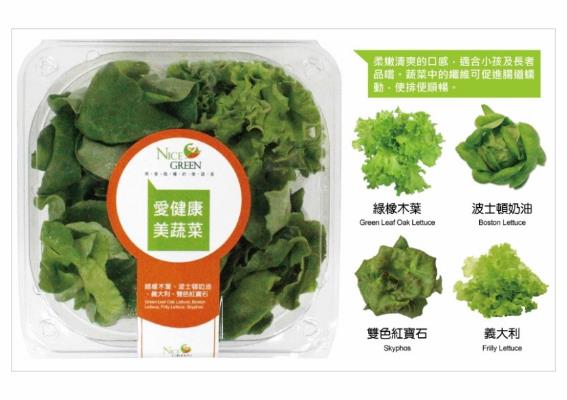 柔嫩清爽的口感，適合小孩及長者
品嚐。蔬菜中的纖維可促進腸道蠕
動，使排便順暢。
NICE
GREEN
愛健康
美蔬菜
綠橡木葉、波士頓奶油
、義大利、雙色紅寶石
Green Leaf Oak Lettuce, Boston
Lettuce, Frilly Lettuce, Skyphos
NICE
GREEN
綠橡木葉
Green Leaf Oak Lettuce
波士頓奶油
Boston Lettuce
雙色紅寶石
Skyphos
義大利
Frilly Lettuce